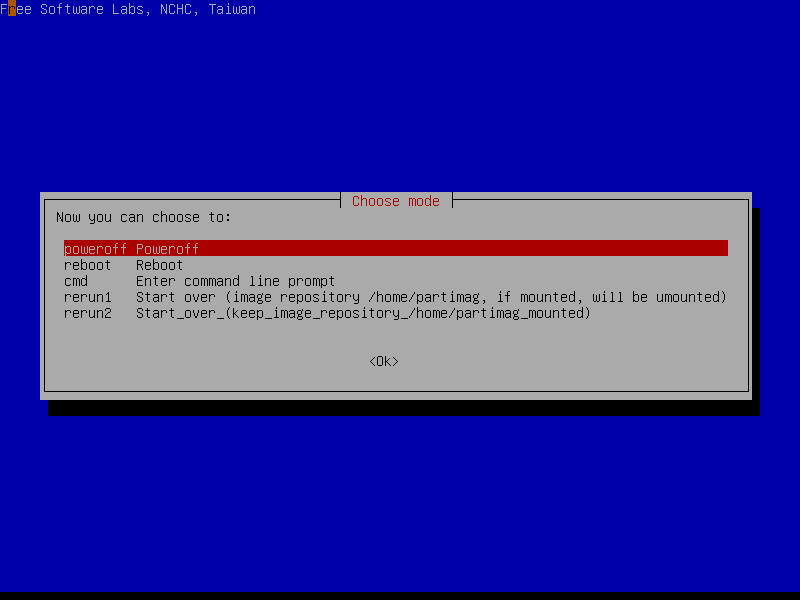 Free Software Labs, NCHC, Taiwan
Choose mode
Now you can choose to:
poweroff Poweroff
reboot Reboot
cmd Enter command line prompt
rerun1 Start over (image repository /home/partimag, if mounted, will be umounted)
rerun2 Start_over_(keep_image_repository_/home/partimag_mounted)
<Ok>